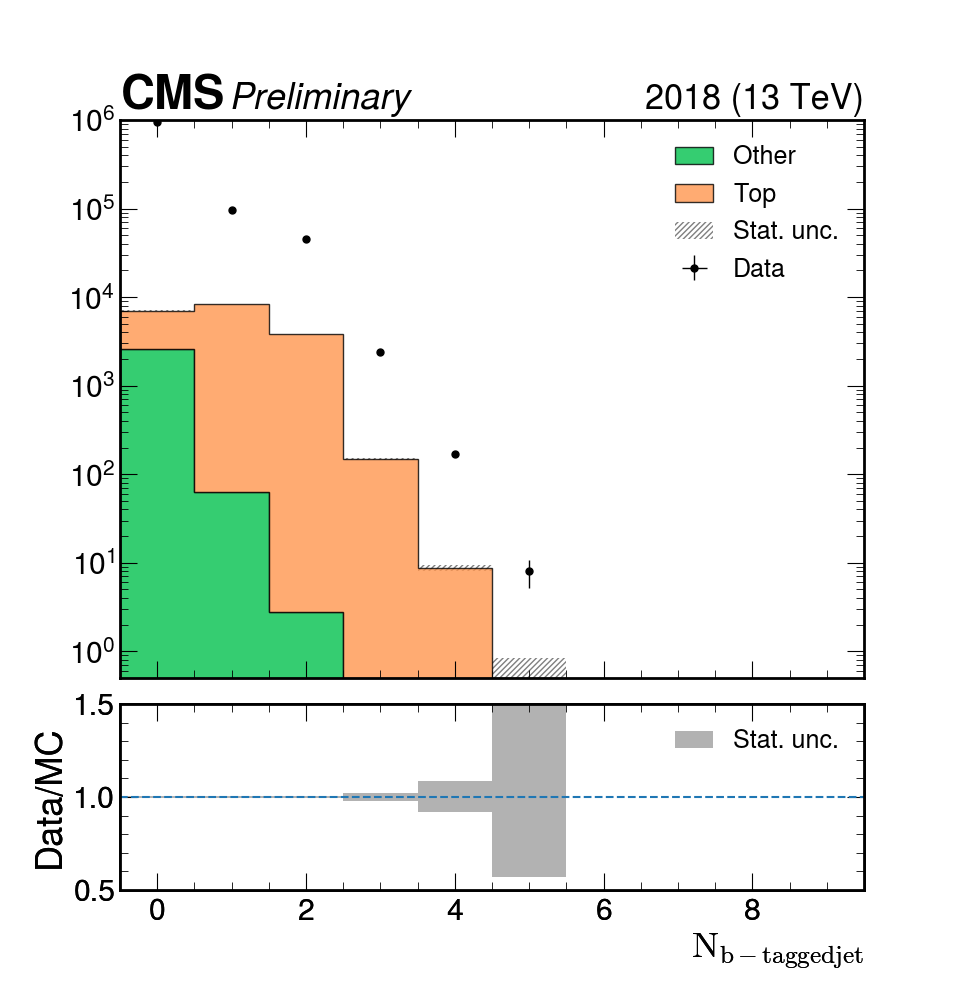 CMS Preliminary 2018 (13 TeV)
10^6
Other
Top
Stat. unc.
Data
10^5
10^4
10^3
10^2
10^1
10^0
1.5
Stat. unc.
Data/MC
1.0
0.5
0 2 4 6 8
N_{b-taggedjet}